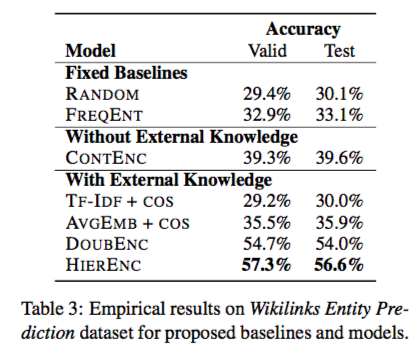 Accuracy
Model Valid Test
Fixed Baselines
RANDOM 29.4% 30.1%
FREQENT 32.9% 33.1%
Without External Knowledge
CONTENC 39.3% 39.6%
With External Knowledge
TF-IDF + COS 29.2% 30.0%
AVGEMB + COS 35.5% 35.9%
DOUBENC 54.7% 54.0%
HIERENC 57.3% 56.6%
Table 3: Empirical results on Wikilinks Entity Pre-
diction dataset for proposed baselines and models.